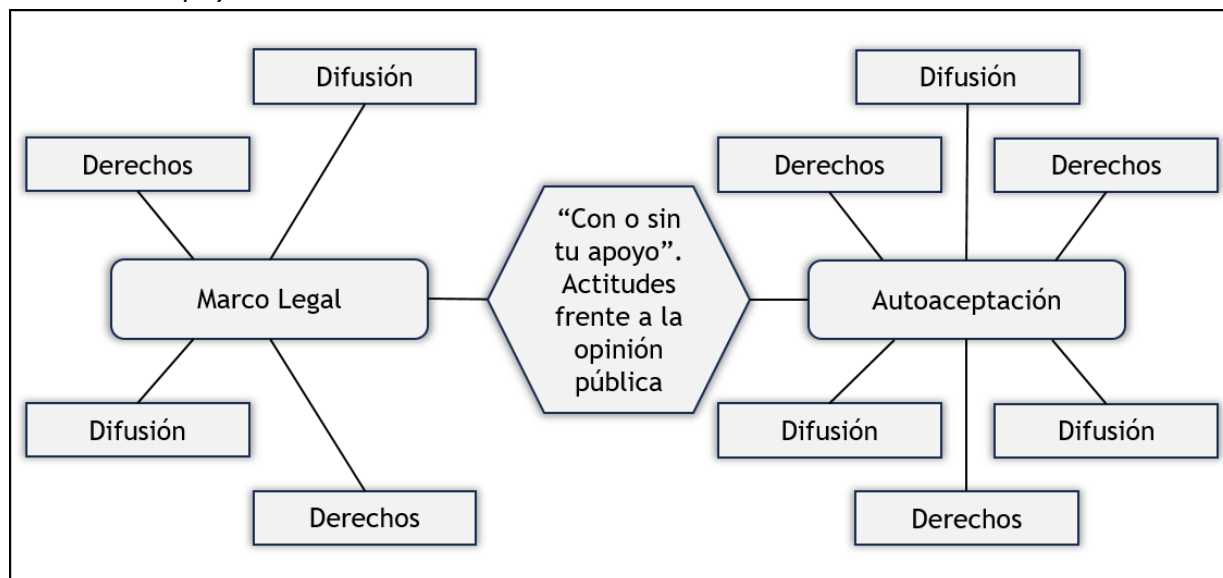 Difusión
Difusión
Derechos
Derechos
Derechos
“Con o sin
tu apoyo”.
Actitudes
frente a la
opinión
pública
Marco Legal
Autoaceptación
Difusión
Difusión
Difusión
Derechos
Derechos